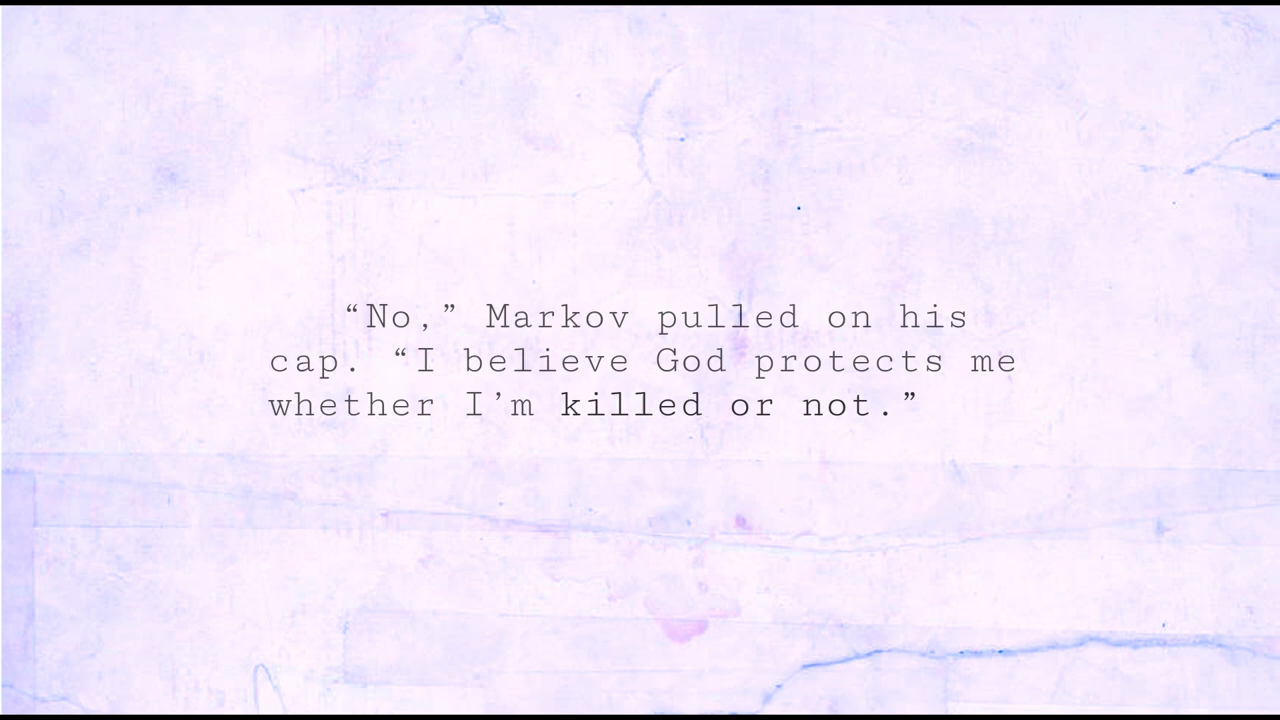 “No,” Markov pulled on his
cap. “I believe God protects me
whether I’m killed or not.”